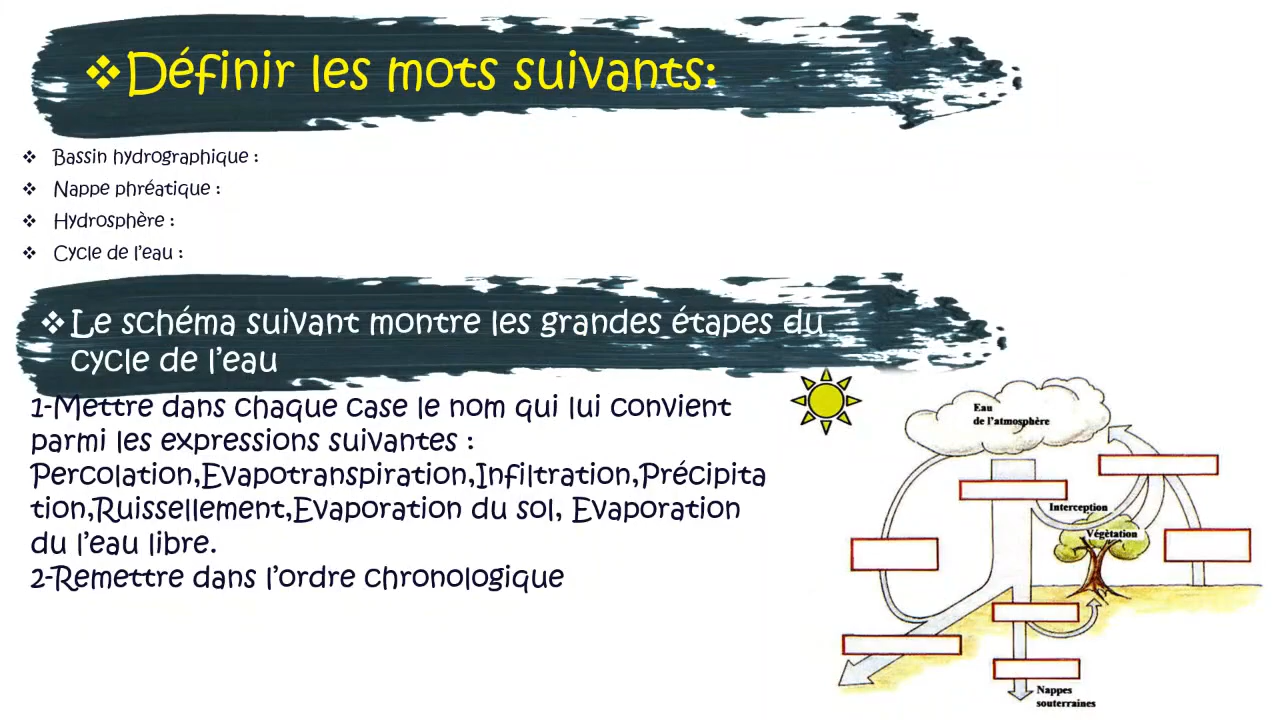 ❖Définir les mots suivants:
❖ Bassin hydrographique :
❖ Nappe phréatique :
❖ Hydrosphère :
❖ Cycle de l'eau :
❖Le schéma suivant montre les grandes étapes du
cycle de l'eau
1-Mettre dans chaque case le nom qui lui convient
parmi les expressions suivantes :
Percolation,Evapotranspiration,Infiltration,Précipita
tion,Ruissellement,Evaporation du sol, Evaporation
du l'eau libre.
2-Remettre dans l'ordre chronologique
Eau
de l'atmosphère
Interception
Végètation
Nappes
souterraines